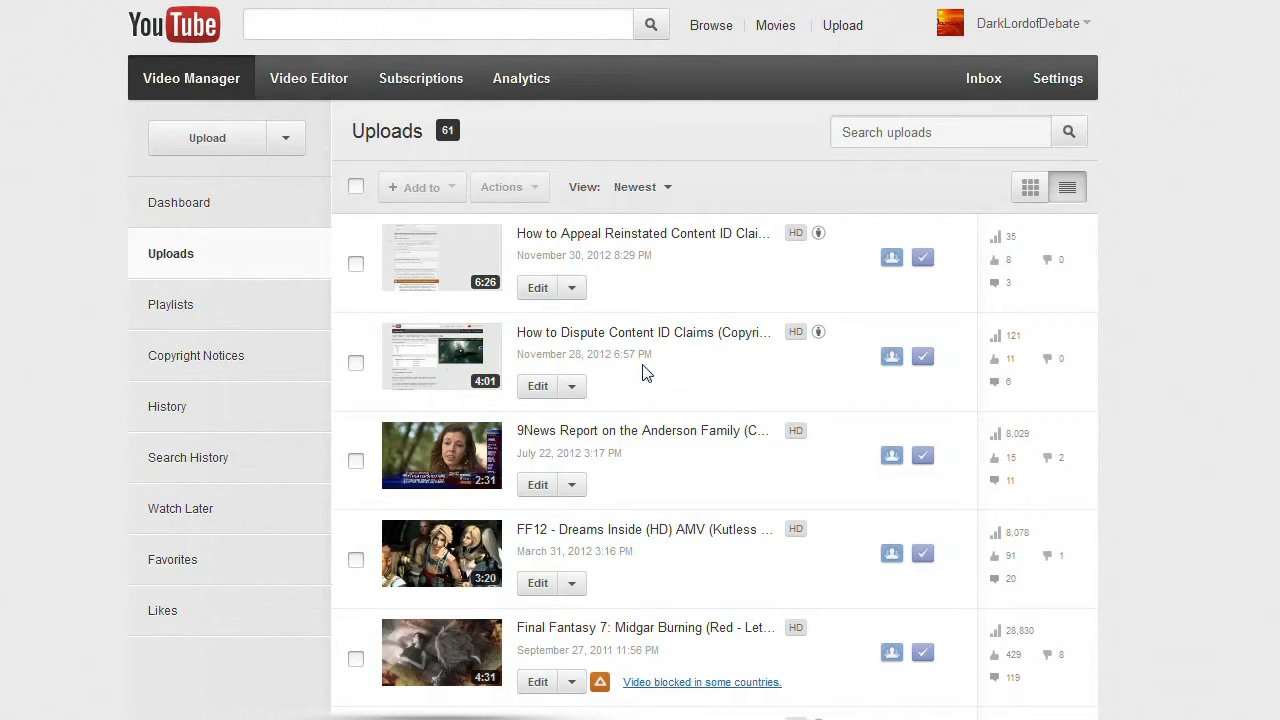 YouTube
Browse
Movies
Upload
DarkLordofDebate
Video Manager
Video Editor
Subscriptions
Analytics
Inbox
Settings
Upload
Uploads 61
Search uploads
+ Add to
Actions
View: Newest
Dashboard
Uploads
Playlists
Copyright Notices
History
Search History
Watch Later
Favorites
Likes
How to Appeal Reinstated Content ID Clai... HD
November 30, 2012 8:29 PM
Edit
6:26
35
8 0
3
How to Dispute Content ID Claims (Copyri... HD
November 28, 2012 6:57 PM
Edit
4:01
121
11 0
6
9News Report on the Anderson Family (C... HD
July 22, 2012 3:17 PM
Edit
2:31
8,029
15 2
11
FF12 - Dreams Inside (HD) AMV (Kutless ... HD
March 31, 2012 3:16 PM
Edit
3:20
8,078
91 1
20
Final Fantasy 7: Midgar Burning (Red - Let... HD
September 27, 2011 11:56 PM
Edit
Video blocked in some countries.
4:31
28,830
429 8
119